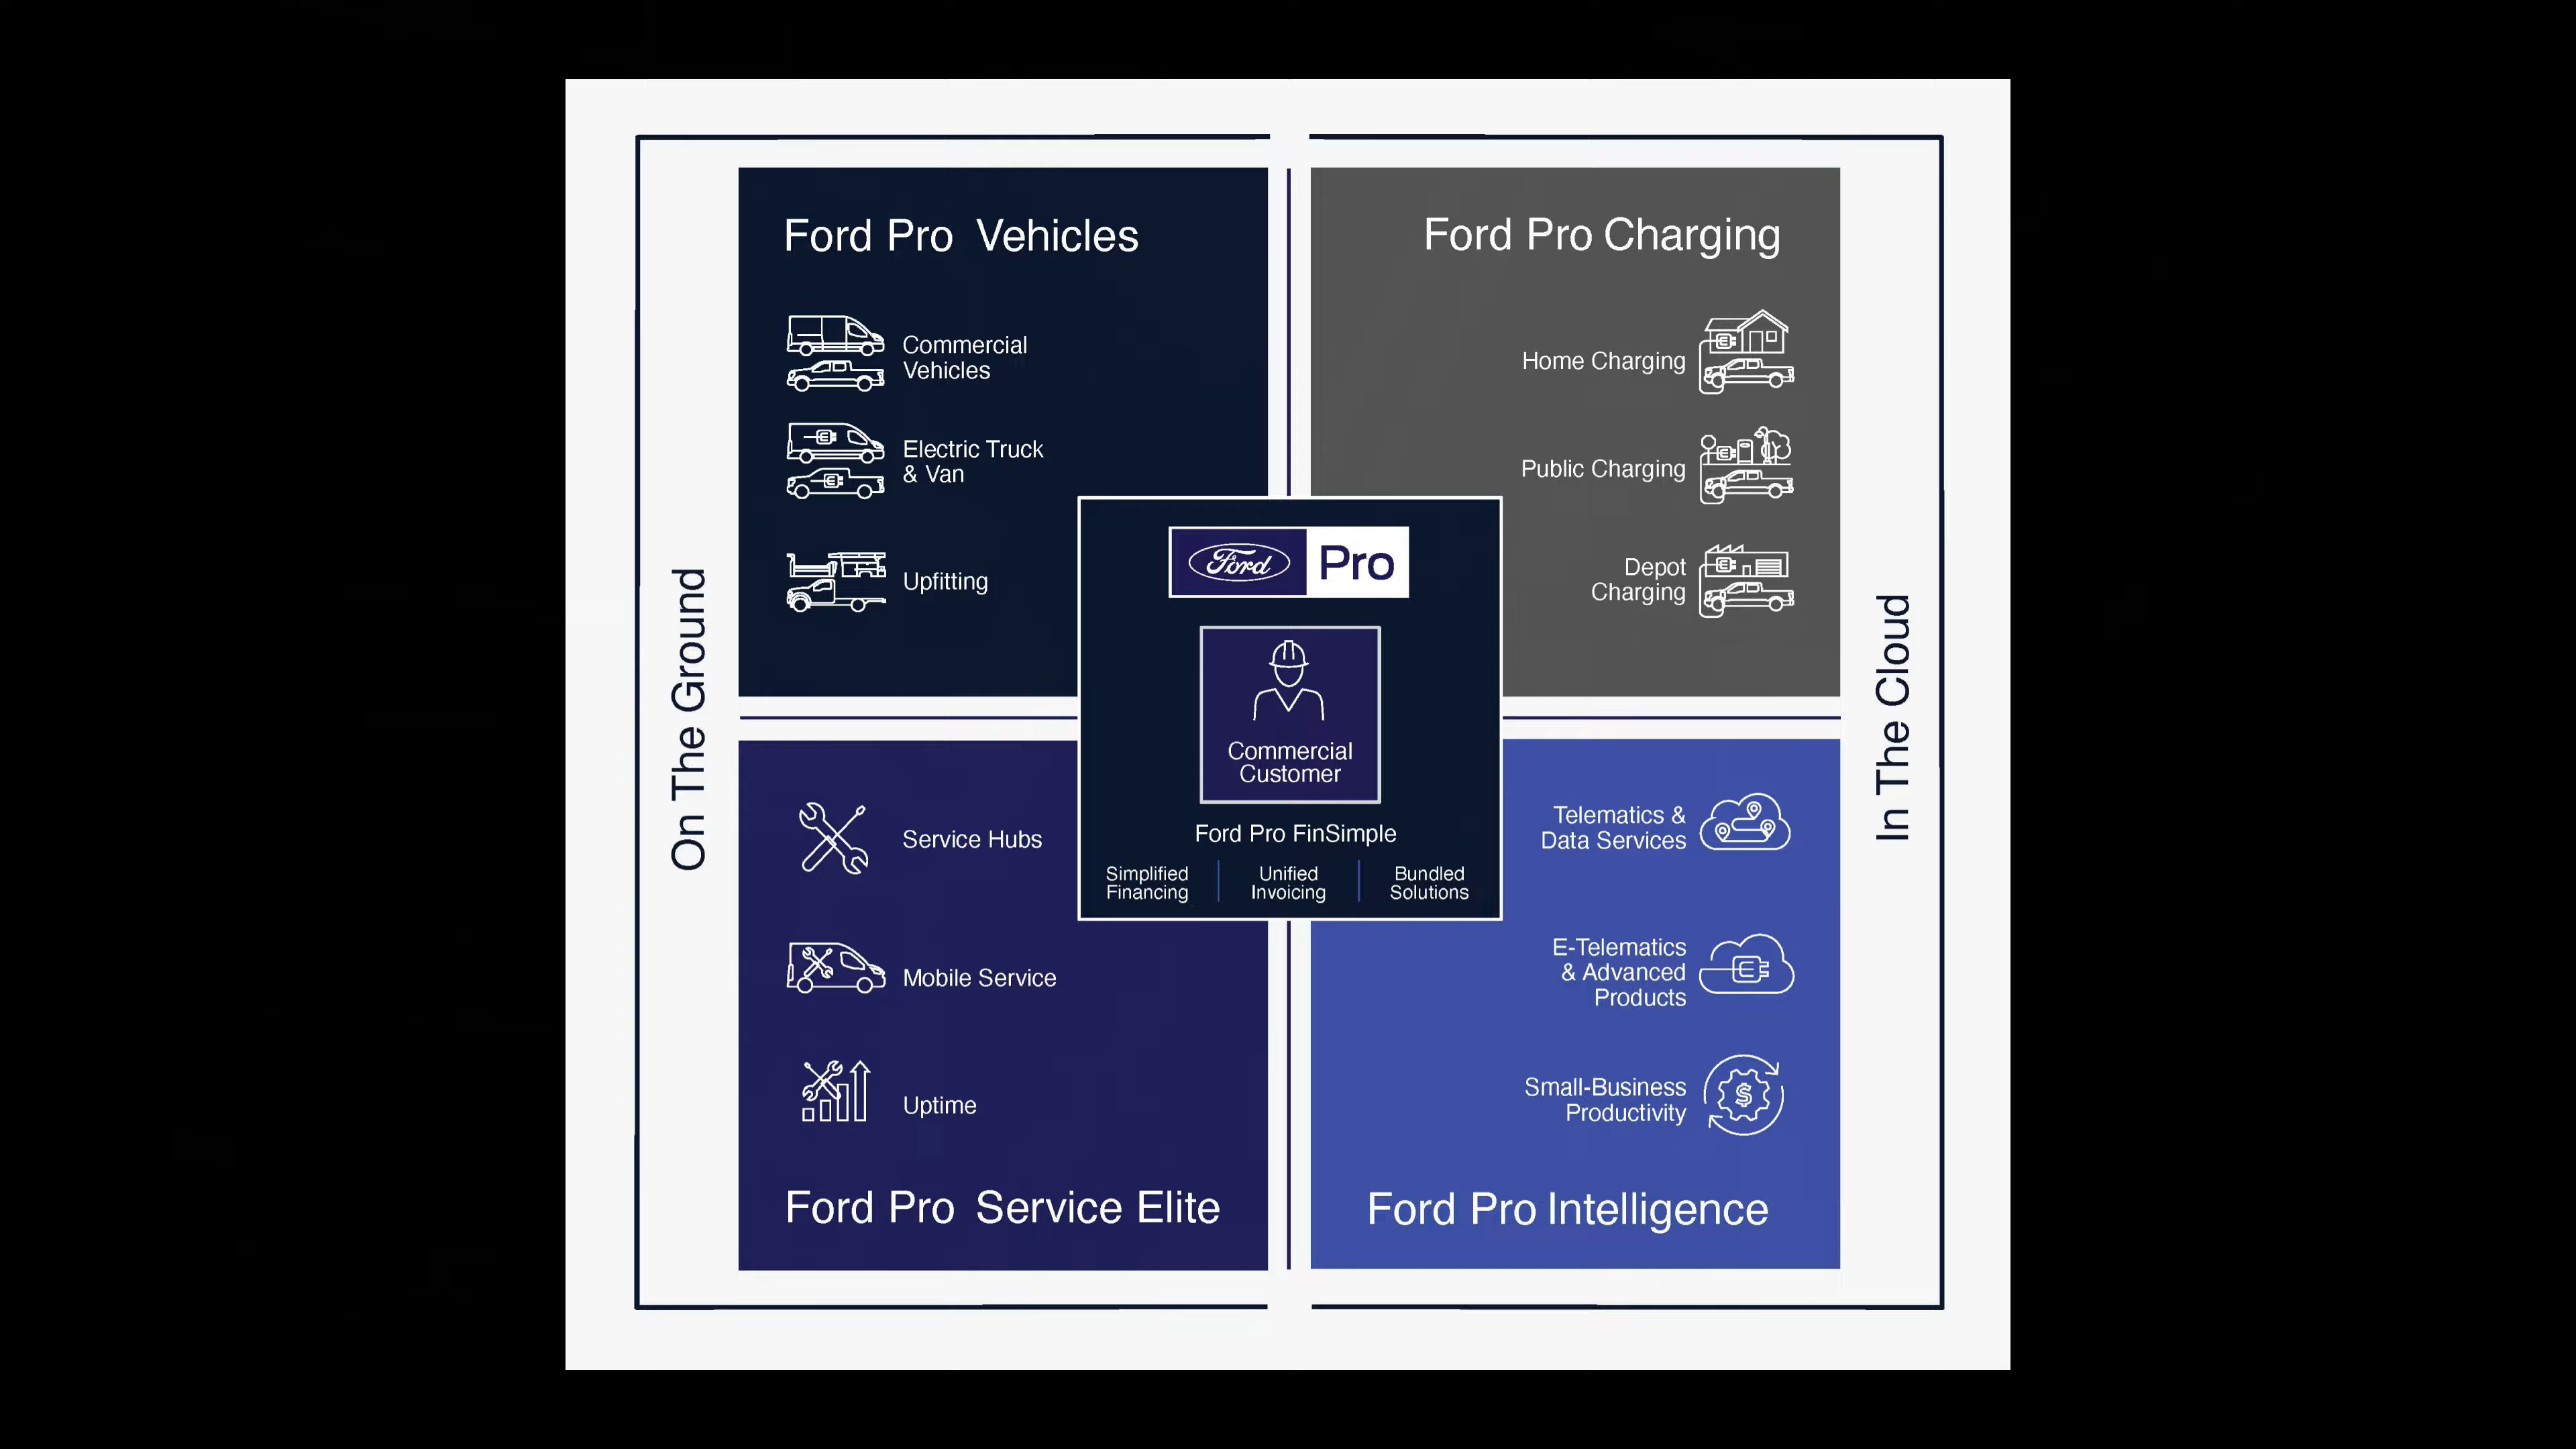 On The Ground
Ford Pro Vehicles
Commercial
Vehicles
Electric Truck
& Van
Upfitting
Ford Pro Charging
Home Charging
Public Charging
Depot
Charging
Ford Pro
Commercial
Customer
Ford Pro FinSimple
Simplified
Financing
Unified
Invoicing
Bundled
Solutions
Service Hubs
Mobile Service
Uptime
Ford Pro Service Elite
Telematics &
Data Services
E-Telematics
& Advanced
Products
$
Small-Business
Productivity
Ford Pro Intelligence
In The Cloud